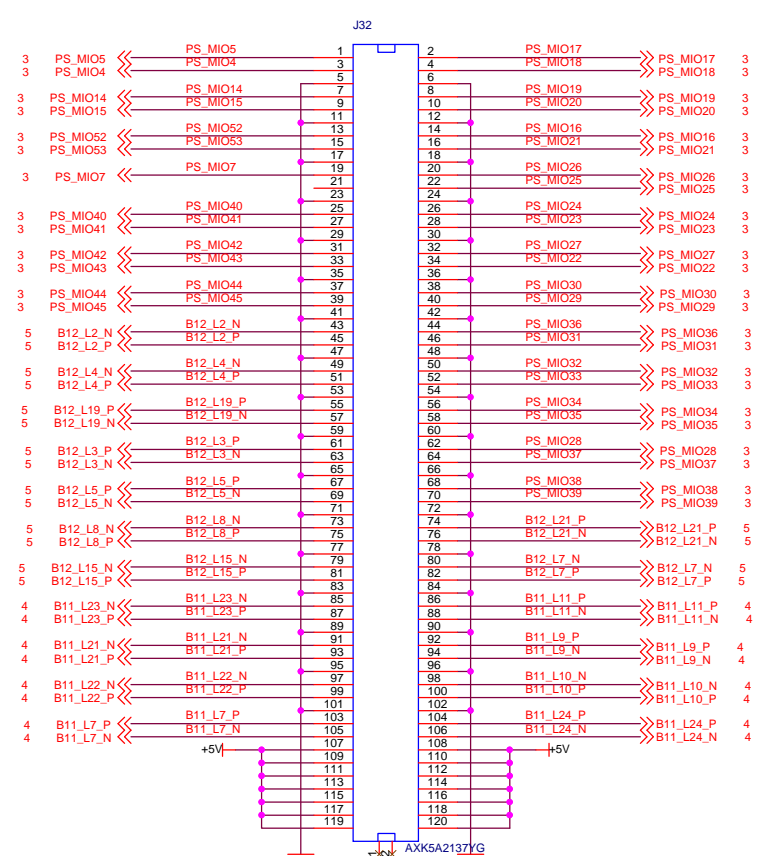 J32
3 PS_MIO5 PS_MIO5 1 2 PS_MIO17 PS_MIO17 3
3 PS_MIO4 PS_MIO4 3 4 PS_MIO18 PS_MIO18 3
5 6
3 PS_MIO14 PS_MIO14 7 8 PS_MIO19 PS_MIO19 3
3 PS_MIO15 PS_MIO15 9 10 PS_MIO20 PS_MIO20 3
11 12
3 PS_MIO52 PS_MIO52 13 14 PS_MIO16 PS_MIO16 3
3 PS_MIO53 PS_MIO53 15 16 PS_MIO21 PS_MIO21 3
17 18
3 PS_MIO7 PS_MIO7 19 20 PS_MIO26 PS_MIO26 3
21 22 PS_MIO25 PS_MIO25 3
23 24
3 PS_MIO40 PS_MIO40 25 26 PS_MIO24 PS_MIO24 3
3 PS_MIO41 PS_MIO41 27 28 PS_MIO23 PS_MIO23 3
29 30
3 PS_MIO42 PS_MIO42 31 32 PS_MIO27 PS_MIO27 3
3 PS_MIO43 PS_MIO43 33 34 PS_MIO22 PS_MIO22 3
35 36
3 PS_MIO44 PS_MIO44 37 38 PS_MIO30 PS_MIO30 3
3 PS_MIO45 PS_MIO45 39 40 PS_MIO29 PS_MIO29 3
41 42
5 B12_L2_N B12_L2_N 43 44 PS_MIO36 PS_MIO36 3
5 B12_L2_P B12_L2_P 45 46 PS_MIO31 PS_MIO31 3
47 48
5 B12_L4_N B12_L4_N 49 50 PS_MIO32 PS_MIO32 3
5 B12_L4_P B12_L4_P 51 52 PS_MIO33 PS_MIO33 3
53 54
5 B12_L19_P B12_L19_P 55 56 PS_MIO34 PS_MIO34 3
5 B12_L19_N B12_L19_N 57 58 PS_MIO35 PS_MIO35 3
59 60
5 B12_L3_P B12_L3_P 61 62 PS_MIO28 PS_MIO28 3
5 B12_L3_N B12_L3_N 63 64 PS_MIO37 PS_MIO37 3
65 66
5 B12_L5_P B12_L5_P 67 68 PS_MIO38 PS_MIO38 3
5 B12_L5_N B12_L5_N 69 70 PS_MIO39 PS_MIO39 3
71 72
5 B12_L8_N B12_L8_N 73 74 B12_L21_P B12_L21_P 5
5 B12_L8_P B12_L8_P 75 76 B12_L21_N B12_L21_N 5
77 78
5 B12_L15_N B12_L15_N 79 80 B12_L7_N B12_L7_N 5
5 B12_L15_P B12_L15_P 81 82 B12_L7_P B12_L7_P 5
83 84
4 B11_L23_N B11_L23_N 85 86 B11_L11_P B11_L11_P 4
4 B11_L23_P B11_L23_P 87 88 B11_L11_N B11_L11_N 4
89 90
4 B11_L21_N B11_L21_N 91 92 B11_L9_P B11_L9_P 4
4 B11_L21_P B11_L21_P 93 94 B11_L9_N B11_L9_N 4
95 96
4 B11_L22_N B11_L22_N 97 98 B11_L10_N B11_L10_N 4
4 B11_L22_P B11_L22_P 99 100 B11_L10_P B11_L10_P 4
101 102
4 B11_L7_P B11_L7_P 103 104 B11_L24_P B11_L24_P 4
4 B11_L7_N B11_L7_N 105 106 B11_L24_N B11_L24_N 4
+5V 107 108 +5V
109 110
111 112
113 114
115 116
117 118
119 120
1 2 AXK5A2137YG